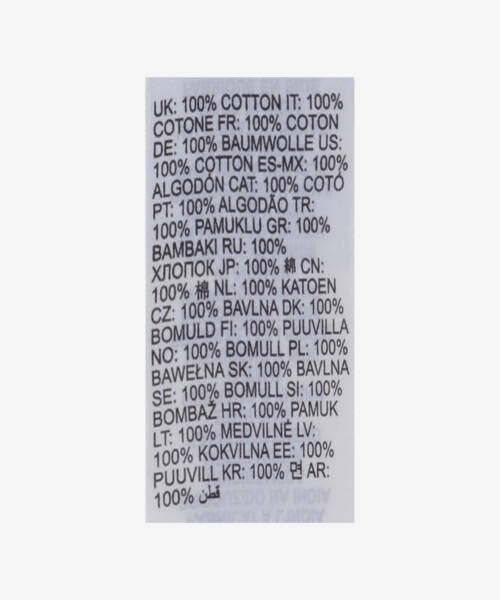 UK: 100% COTTON IT: 100%
COTONE FR: 100% COTON
DE: 100% BAUMWOLLE US:
100% COTTON ES-MX: 100%
ALGODÓN CAT: 100% COTÓ
PT: 100% ALGODÃO TR:
100% PAMUKLU GR: 100%
BAMBAKI RU: 100%
ХЛОПОК JP: 100% 綿 CN:
100% 棉 NL: 100% KATOEN
CZ: 100% BAVLNA DK: 100%
BOMULD FI: 100% PUUVILLA
NO: 100% BOMULL PL: 100%
BAWEŁNA SK: 100% BAVLNA
SE: 100% BOMULL SI: 100%
BOMBAŽ HR: 100% PAMUK
LT: 100% MEDVILNĖ LV:
100% KOKVILNA EE: 100%
PUUVILL KR: 100% 면 AR:
100% قطن